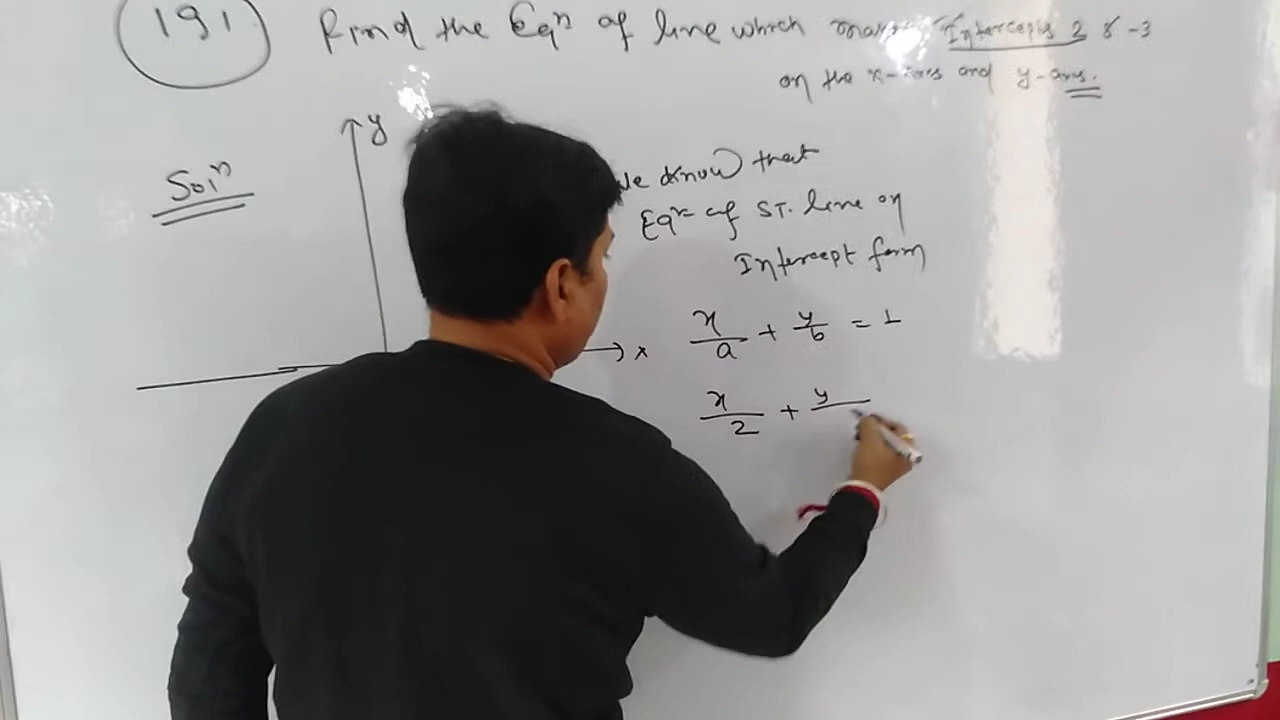 191
Find the Eqn of line which Intercepts 2 & -3
on the x-axis and y-axis.
Soln
y
we know that
Eqn of ST. line on
Intercept form
x
x/a + y/b = 1
x/2 + y/